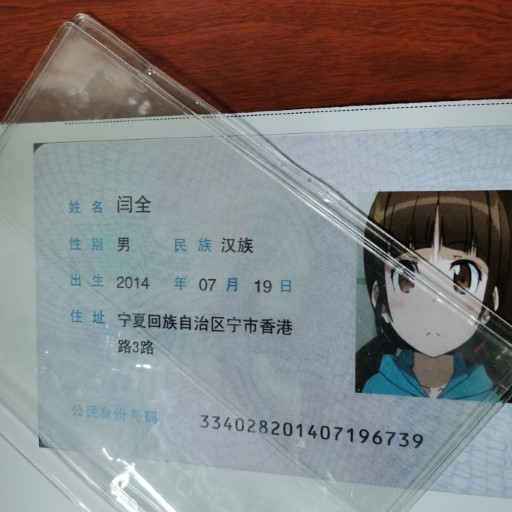 姓名 闫全
性别 男 民族 汉族
出生 2014 年 07 月 19 日
住址 宁夏回族自治区宁市香港
路3路
公民身份号码 334028201407196739